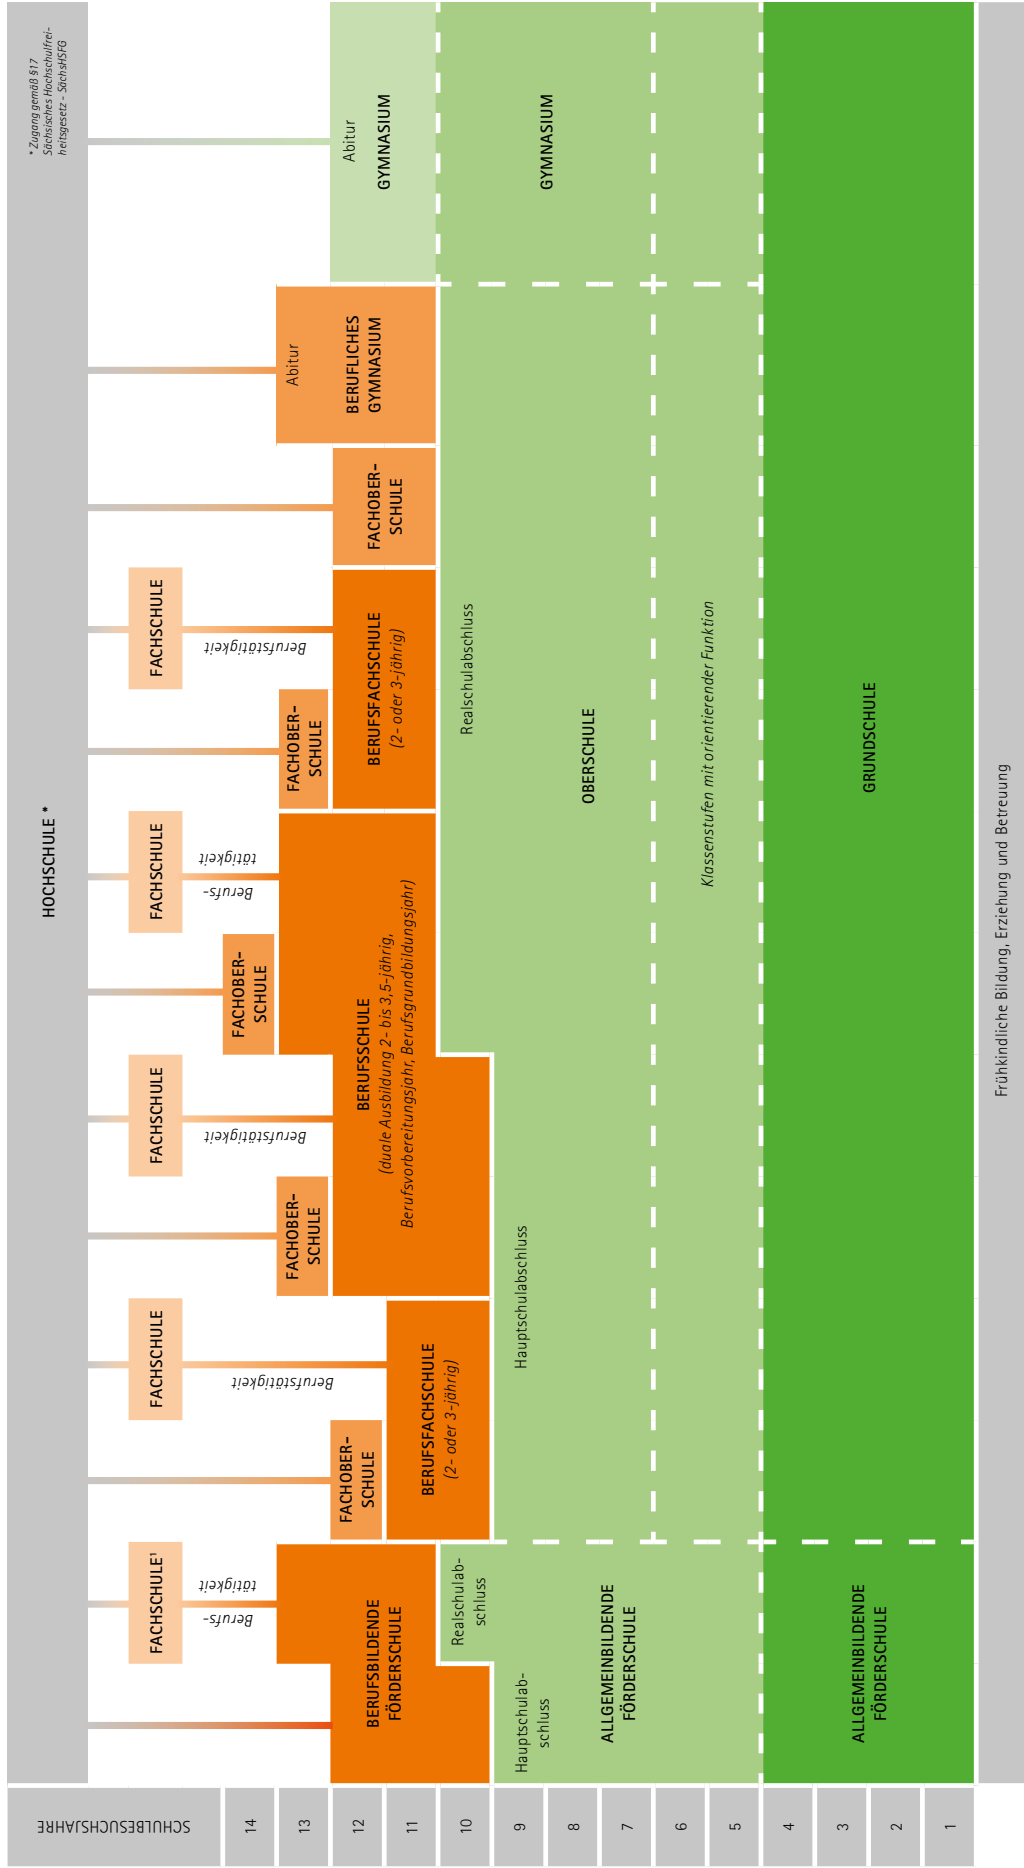 * Zugang gemäß §17
Sächsisches Hochschulfrei-
heitsgesetz - SächsHSFG
HOCHSCHULE *
SCHULBESUCHSJAHRE
14
13
12
11
10
9
8
7
6
5
4
3
2
1
FACHSCHULE¹
Berufs-
tätigkeit
FACHSCHULE
Berufstätigkeit
FACHSCHULE
Berufstätigkeit
FACHSCHULE
Berufs-
tätigkeit
FACHSCHULE
Berufstätigkeit
FACHOBER-
SCHULE
FACHOBER-
SCHULE
FACHOBER-
SCHULE
FACHOBER-
SCHULE
FACHOBER-
SCHULE
BERUFSBILDENDE
FÖRDERSCHULE
BERUFSFACHSCHULE
(2- oder 3-jährig)
BERUFSSCHULE
(duale Ausbildung 2- bis 3,5-jährig,
Berufsvorbereitungsjahr, Berufsgrundbildungsjahr)
BERUFSFACHSCHULE
(2- oder 3-jährig)
Abitur
BERUFLICHES
GYMNASIUM
Abitur
GYMNASIUM
Hauptschulab-
schluss
Realschulab-
schluss
Hauptschulabschluss
Realschulabschluss
ALLGEMEINBILDENDE
FÖRDERSCHULE
OBERSCHULE
GYMNASIUM
Klassenstufen mit orientierender Funktion
ALLGEMEINBILDENDE
FÖRDERSCHULE
GRUNDSCHULE
Frühkindliche Bildung, Erziehung und Betreuung